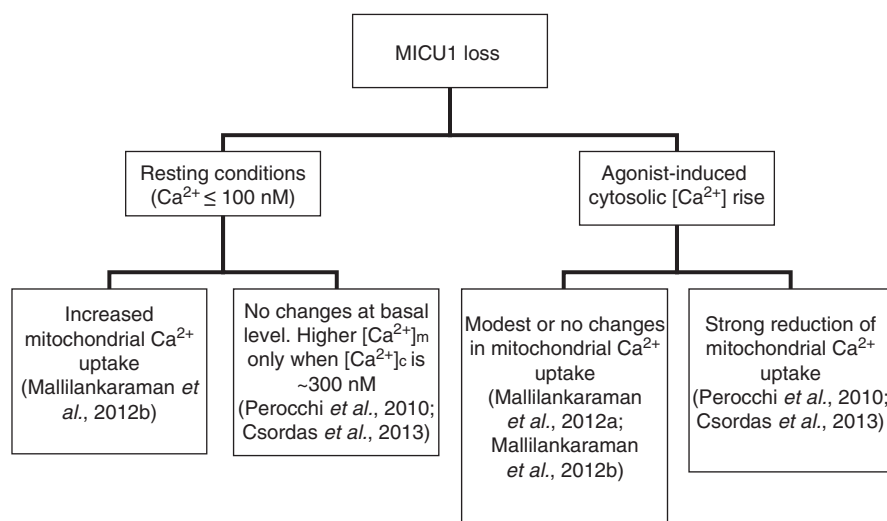 MICU1 loss
Resting conditions
(Ca²⁺ ≤ 100 nM)
Agonist-induced
cytosolic [Ca²⁺] rise
Increased
mitochondrial Ca²⁺
uptake
(Mallilankaraman et
al., 2012b)
No changes at basal
level. Higher [Ca²⁺]m
only when [Ca²⁺]c is
~300 nM
(Perocchi et al., 2010;
Csordas et al., 2013)
Modest or no changes
in mitochondrial Ca²⁺
uptake
(Mallilankaraman
et al., 2012a;
Mallilankaraman
et al., 2012b)
Strong reduction of
mitochondrial Ca²⁺
uptake
(Perocchi et al., 2010;
Csordas et al., 2013)